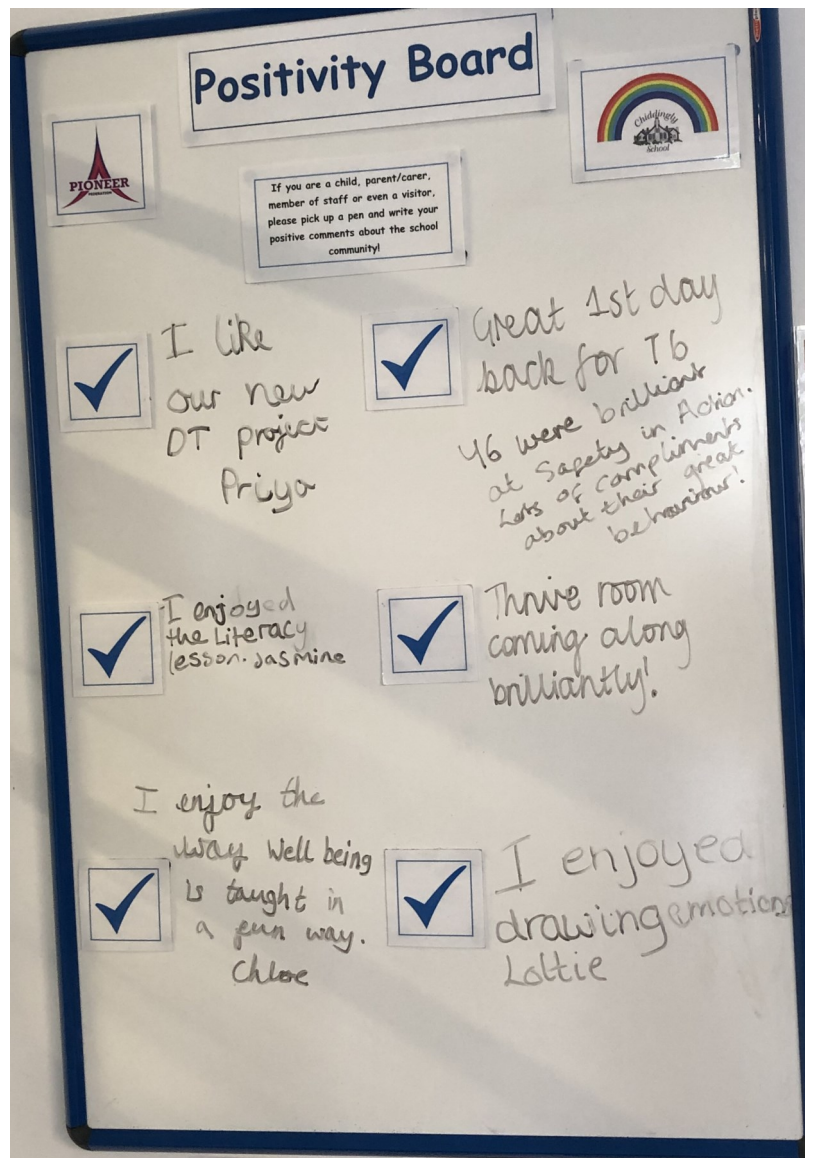 Positivity Board
PIONEER
FEDERATION
Chiddingly
School
If you are a child, parent/carer,
member of staff or even a visitor,
please pick up a pen and write your
positive comments about the school
community!
I like
our new
DT project
Priya
Great 1st day
back for T6
Y6 were brilliant
at Safety in Action.
Lots of compliments
about their great
behaviour!
I enjoyed
the Literacy
lesson. Jasmine
Thrive room
coming along
brilliantly!
I enjoy the
way well being
is taught in
a fun way.
Chloe
I enjoyed
drawing emotions
Lottie